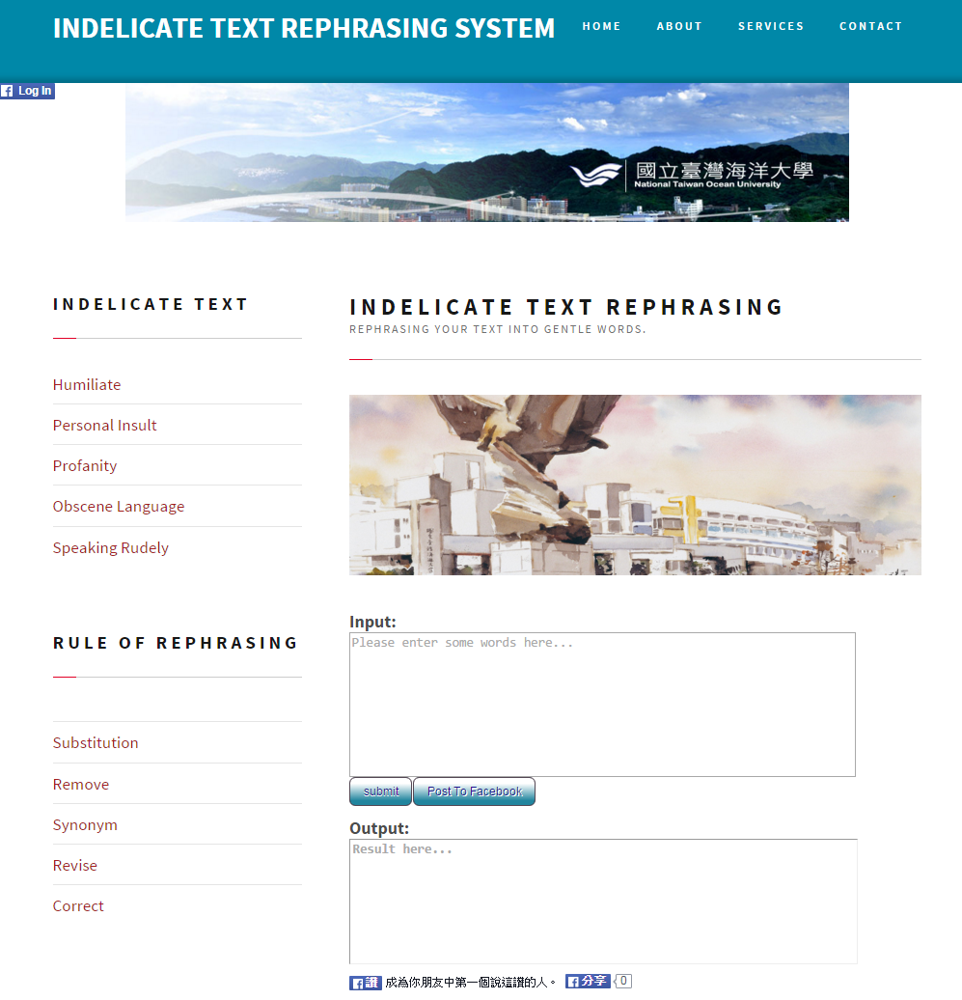 INDELICATE TEXT REPHRASING SYSTEM
HOME ABOUT SERVICES CONTACT
Log In
國立臺灣海洋大學
National Taiwan Ocean University
INDELICATE TEXT
Humiliate
Personal Insult
Profanity
Obscene Language
Speaking Rudely
RULE OF REPHRASING
Substitution
Remove
Synonym
Revise
Correct
INDELICATE TEXT REPHRASING
REPHRASING YOUR TEXT INTO GENTLE WORDS.
Input:
Please enter some words here...
submit Post To Facebook
Output:
Result here...
讚 成為你朋友中第一個說這讚的人。 分享 0